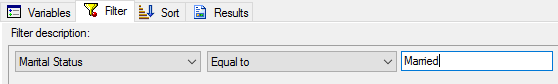 Variables Filter Sort Results
Filter description:
Marital Status Equal to Married